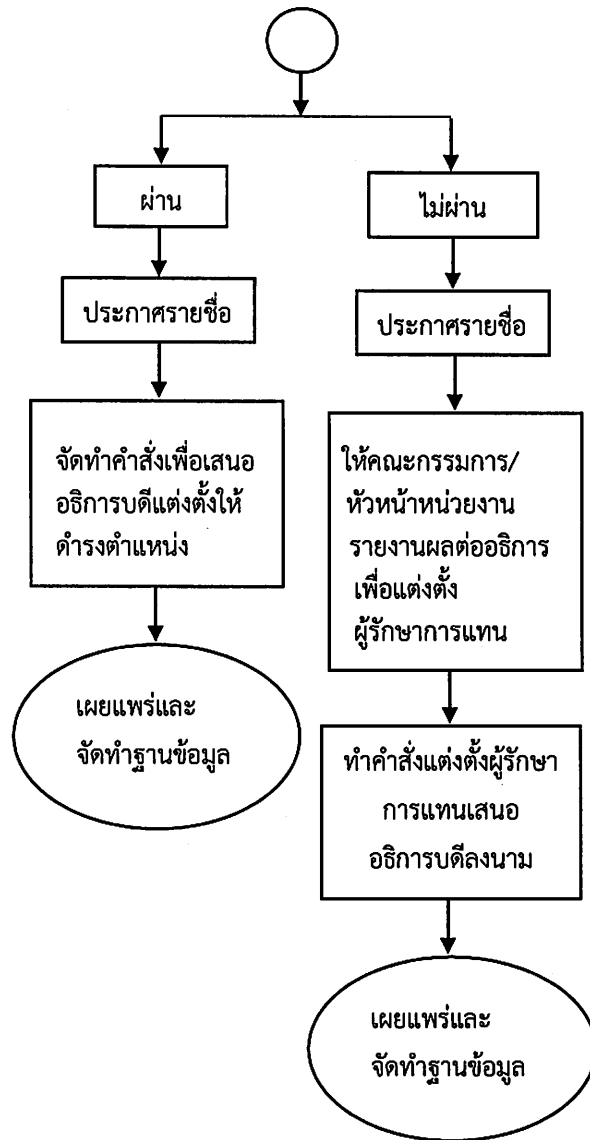 ผ่าน
ประกาศรายชื่อ
จัดทำคำสั่งเพื่อเสนอ
อธิการบดีแต่งตั้งให้
ดำรงตำแหน่ง
เผยแพร่และ
จัดทำฐานข้อมูล
ไม่ผ่าน
ประกาศรายชื่อ
ให้คณะกรรมการ/
หัวหน้าหน่วยงาน
รายงานผลต่ออธิการ
เพื่อแต่งตั้ง
ผู้รักษาการแทน
ทำคำสั่งแต่งตั้งผู้รักษา
การแทนเสนอ
อธิการบดีลงนาม
เผยแพร่และ
จัดทำฐานข้อมูล